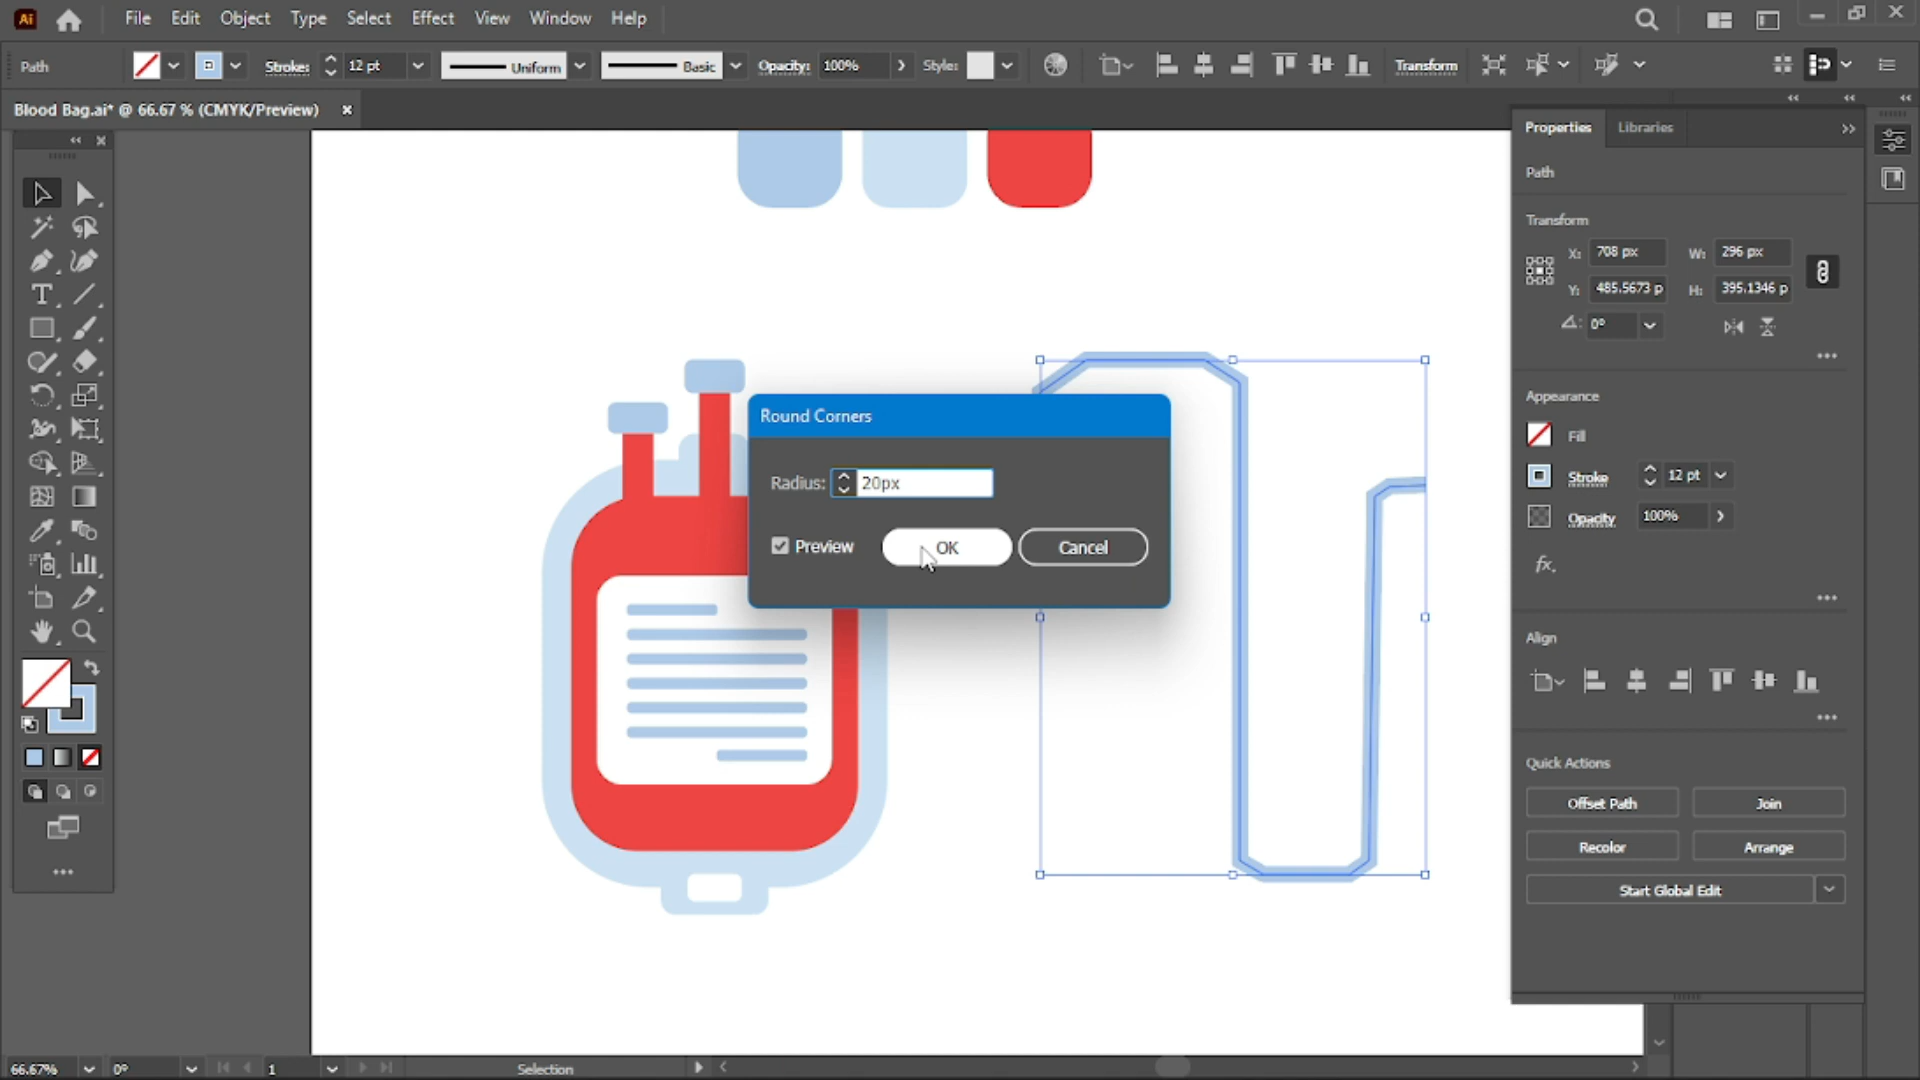 Ai File Edit Object Type Select Effect View Window Help
Path Stroke: 12 pt Uniform Basic Opacity: 100% Style: Transform
Blood Bag.ai* @ 66.67 % (CMYK/Preview)
Properties Libraries
Path
Transform
X: 708 px W: 296 px
Y: 485.5673 p H: 395.1346 p
0°
Appearance
Fill
Stroke 12 pt
Opacity 100%
fx.
Align
Quick Actions
Offset Path Join
Recolor Arrange
Start Global Edit
Round Corners
Radius: 20px
Preview OK Cancel
66.67% 0° 1 Selection